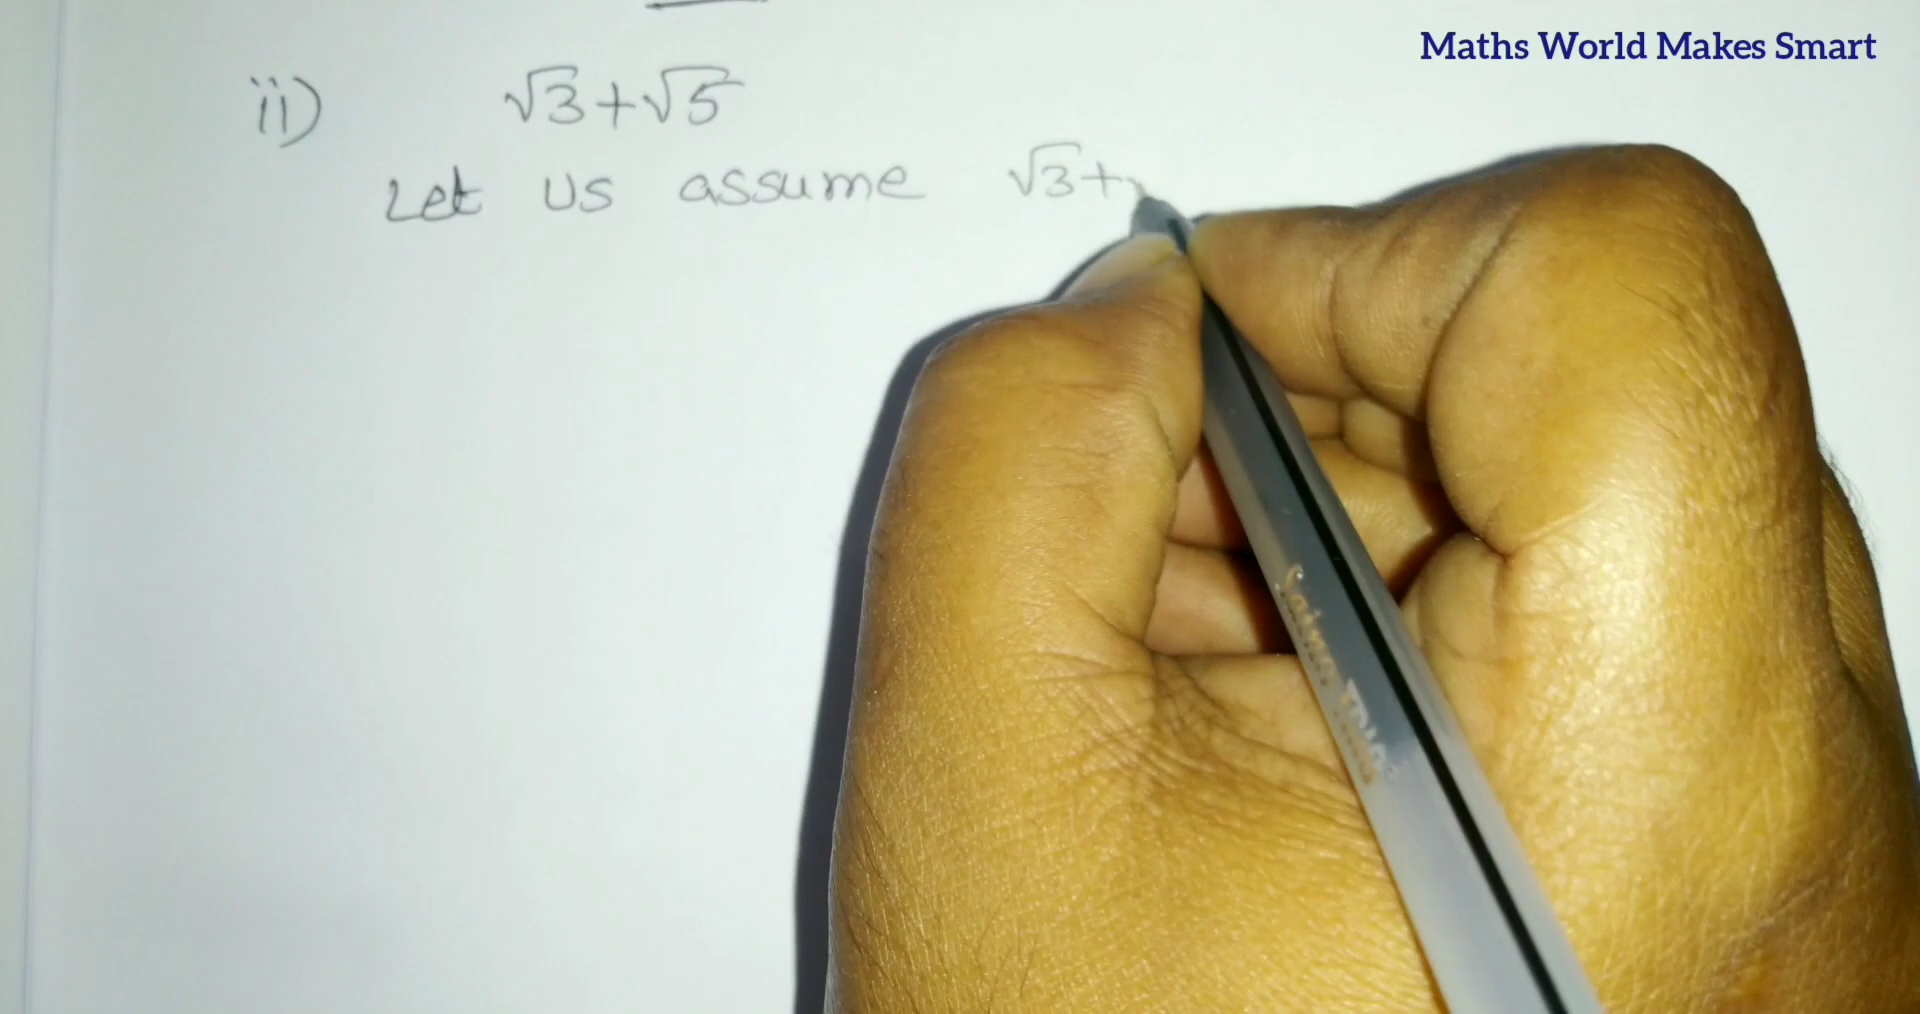 Maths World Makes Smart
ii) √3+√5
Let us assume √3+